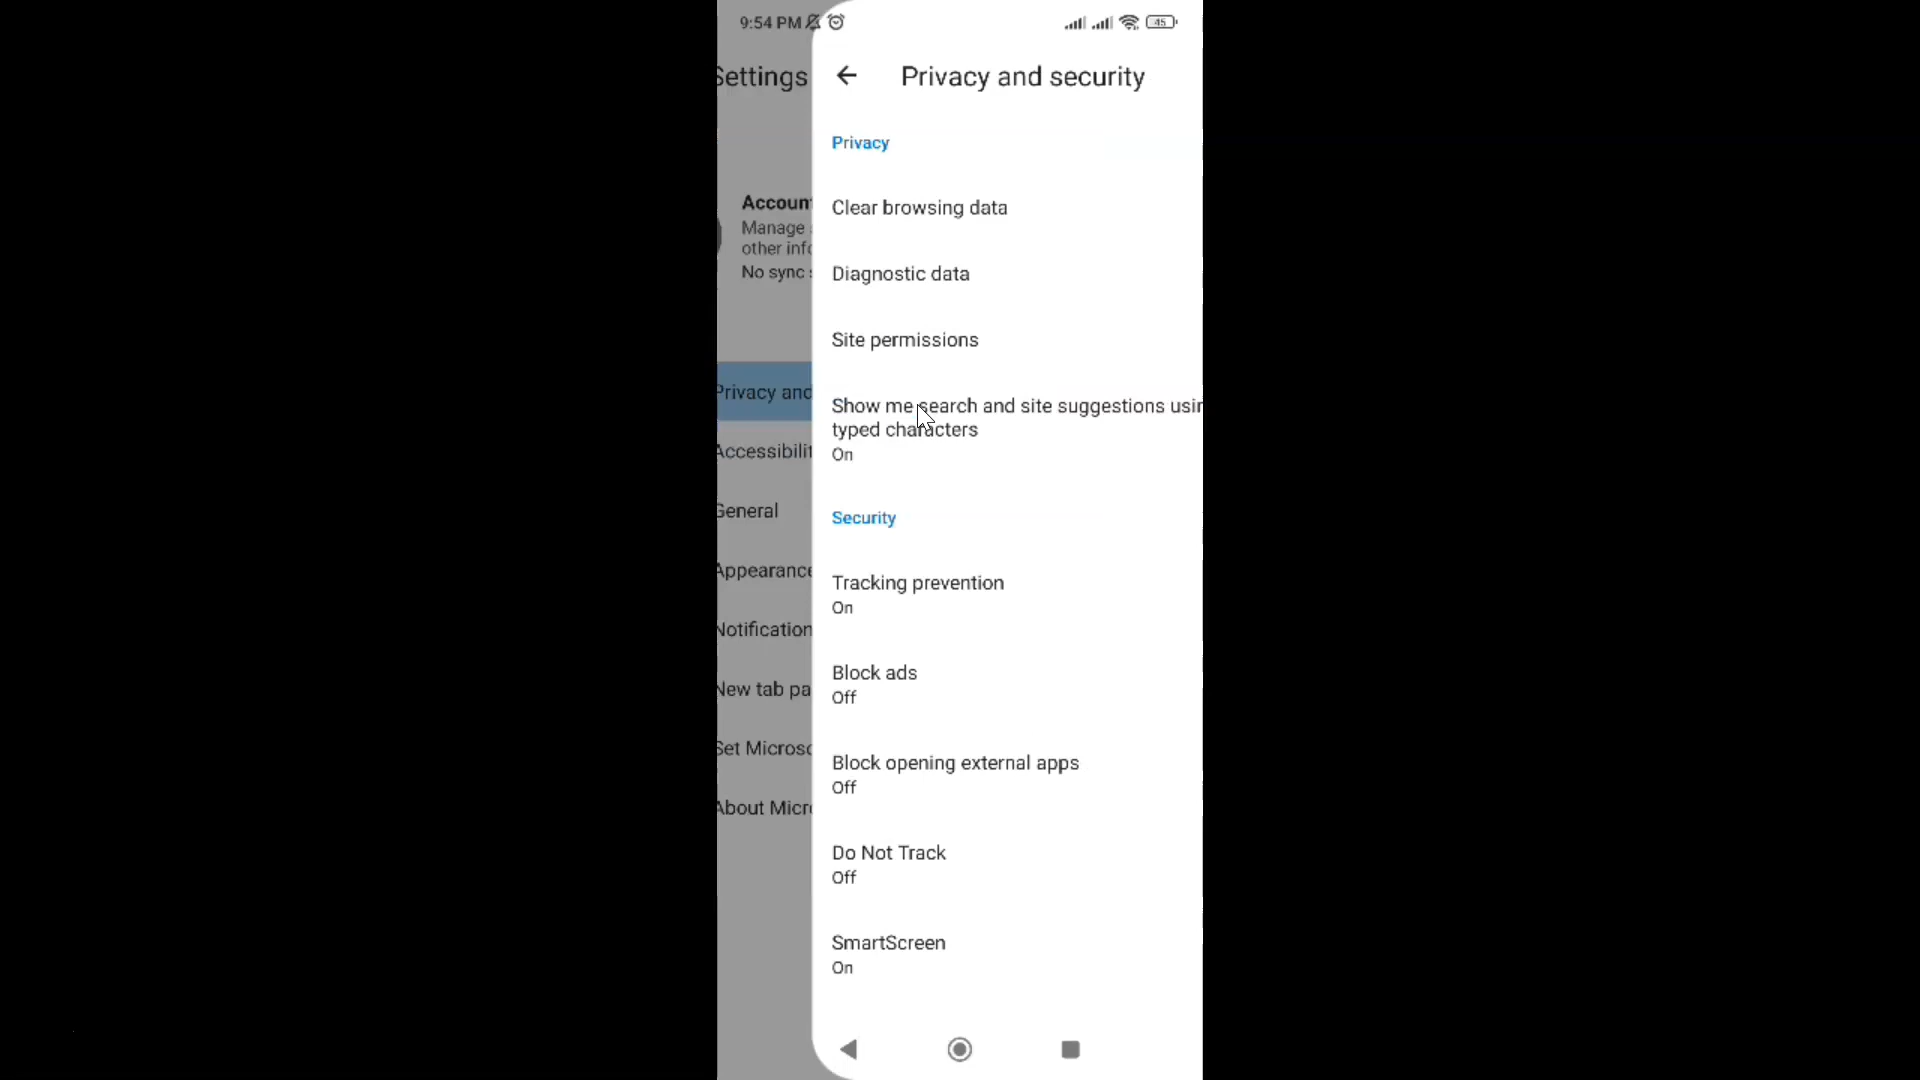 9:54 PM
45
Settings
Privacy and security
Privacy
Accoun
Clear browsing data
Manage
other info
No sync
Diagnostic data
Site permissions
Privacy and
Show me search and site suggestions usin
typed characters
On
Accessibilit
General
Security
Appearance
Tracking prevention
On
Notification
Block ads
Off
New tab pa
Set Microso
Block opening external apps
Off
About Micro
Do Not Track
Off
SmartScreen
On